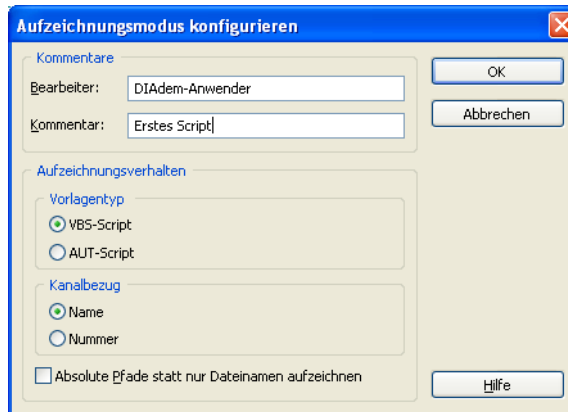 Aufzeichnungsmodus konfigurieren
Kommentare
Bearbeiter: DIAdem-Anwender
Kommentar: Erstes Script
OK
Abbrechen
Aufzeichnungsverhalten
Vorlagentyp
VBS-Script
AUT-Script
Kanalbezug
Name
Nummer
Absolute Pfade statt nur Dateinamen aufzeichnen
Hilfe